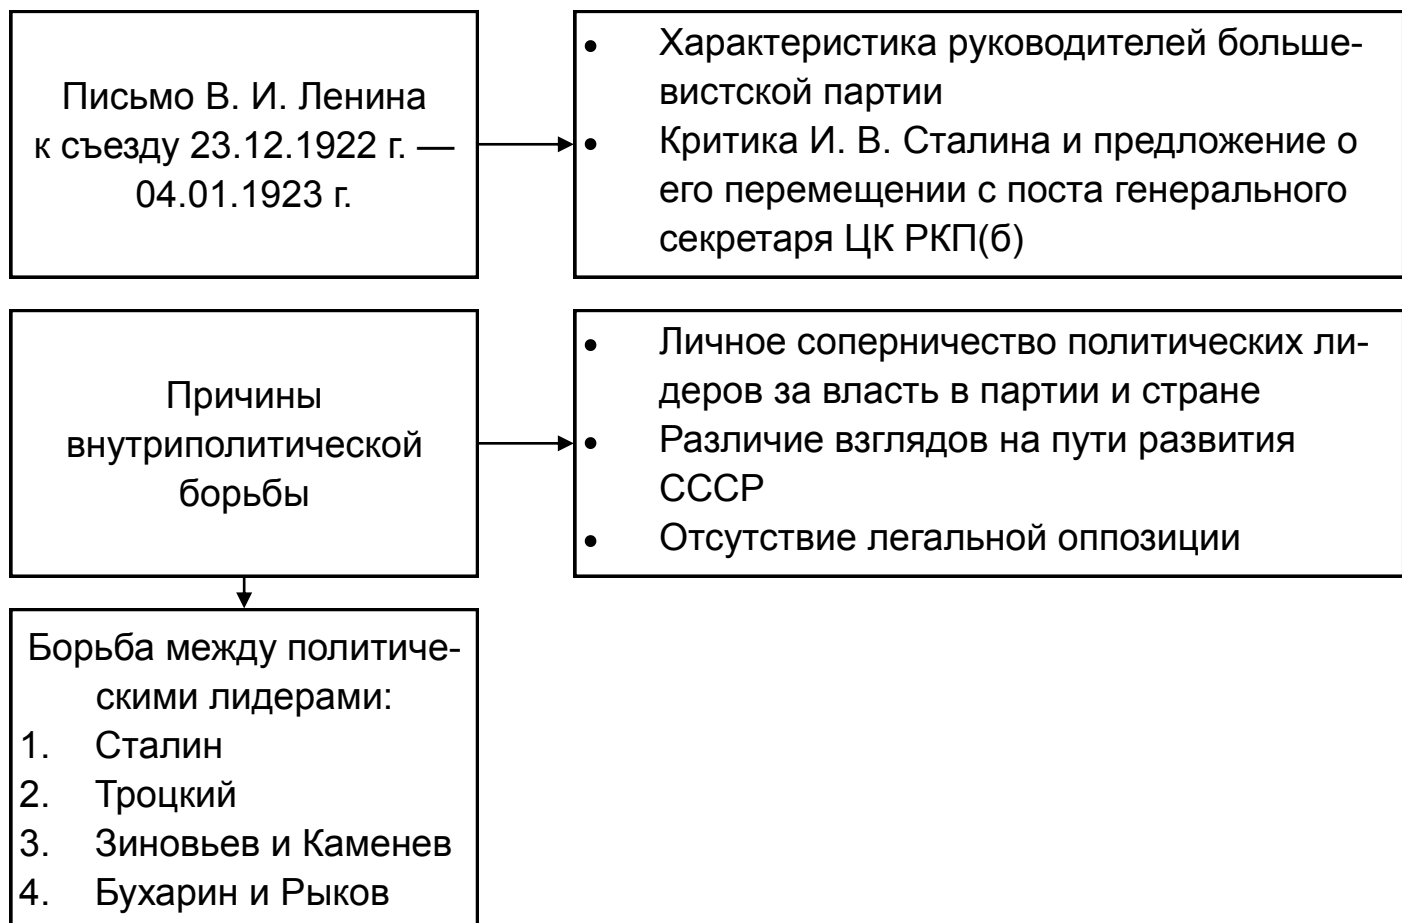 Письмо В. И. Ленина
к съезду 23.12.1922 г. —
04.01.1923 г.
• Характеристика руководителей больше-
вистской партии
• Критика И. В. Сталина и предложение о
его перемещении с поста генерального
секретаря ЦК РКП(б)
Причины
внутриполитической
борьбы
• Личное соперничество политических ли-
деров за власть в партии и стране
• Различие взглядов на пути развития
СССР
• Отсутствие легальной оппозиции
Борьба между политиче-
скими лидерами:
1. Сталин
2. Троцкий
3. Зиновьев и Каменев
4. Бухарин и Рыков